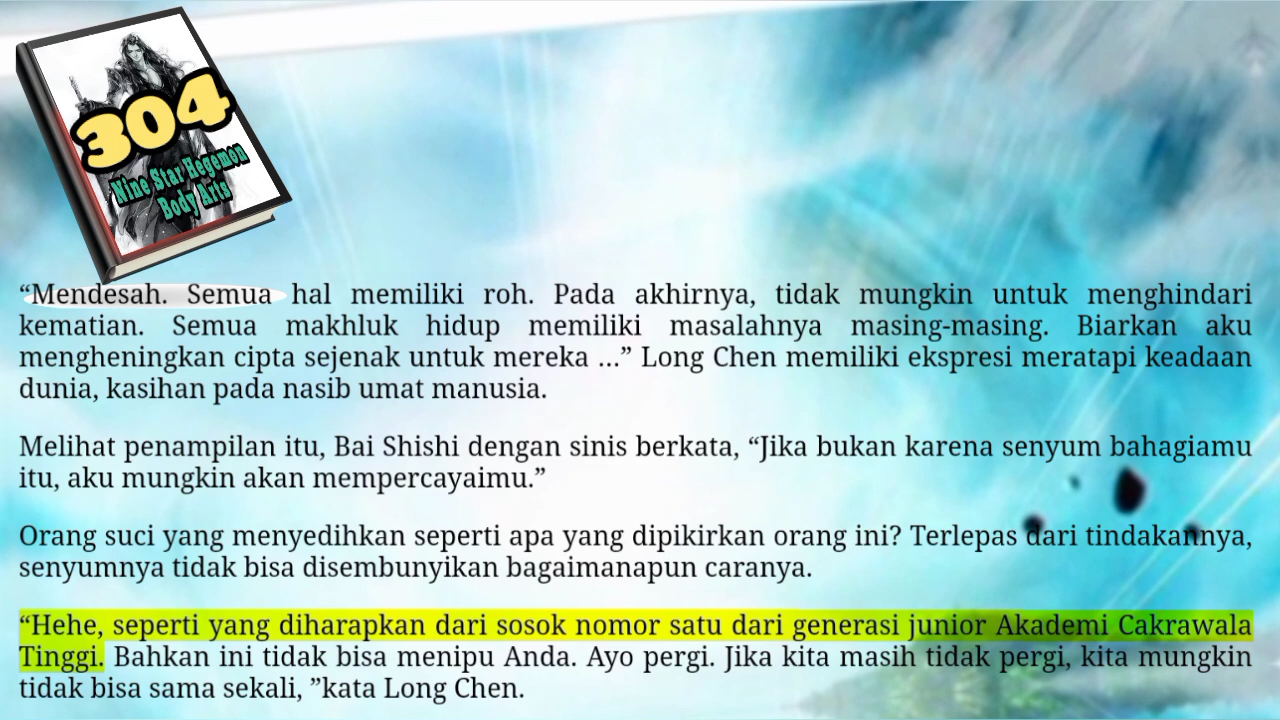 304
Nine Star Hegemon
Body Arts
“Mendesah. Semua hal memiliki roh. Pada akhirnya, tidak mungkin untuk menghindari
kematian. Semua makhluk hidup memiliki masalahnya masing-masing. Biarkan aku
mengheningkan cipta sejenak untuk mereka …” Long Chen memiliki ekspresi meratapi keadaan
dunia, kasihan pada nasib umat manusia.
Melihat penampilan itu, Bai Shishi dengan sinis berkata, “Jika bukan karena senyum bahagiamu
itu, aku mungkin akan mempercayaimu.”
Orang suci yang menyedihkan seperti apa yang dipikirkan orang ini? Terlepas dari tindakannya,
senyumnya tidak bisa disembunyikan bagaimanapun caranya.
“Hehe, seperti yang diharapkan dari sosok nomor satu dari generasi junior Akademi Cakrawala
Tinggi. Bahkan ini tidak bisa menipu Anda. Ayo pergi. Jika kita masih tidak pergi, kita mungkin
tidak bisa sama sekali, ”kata Long Chen.